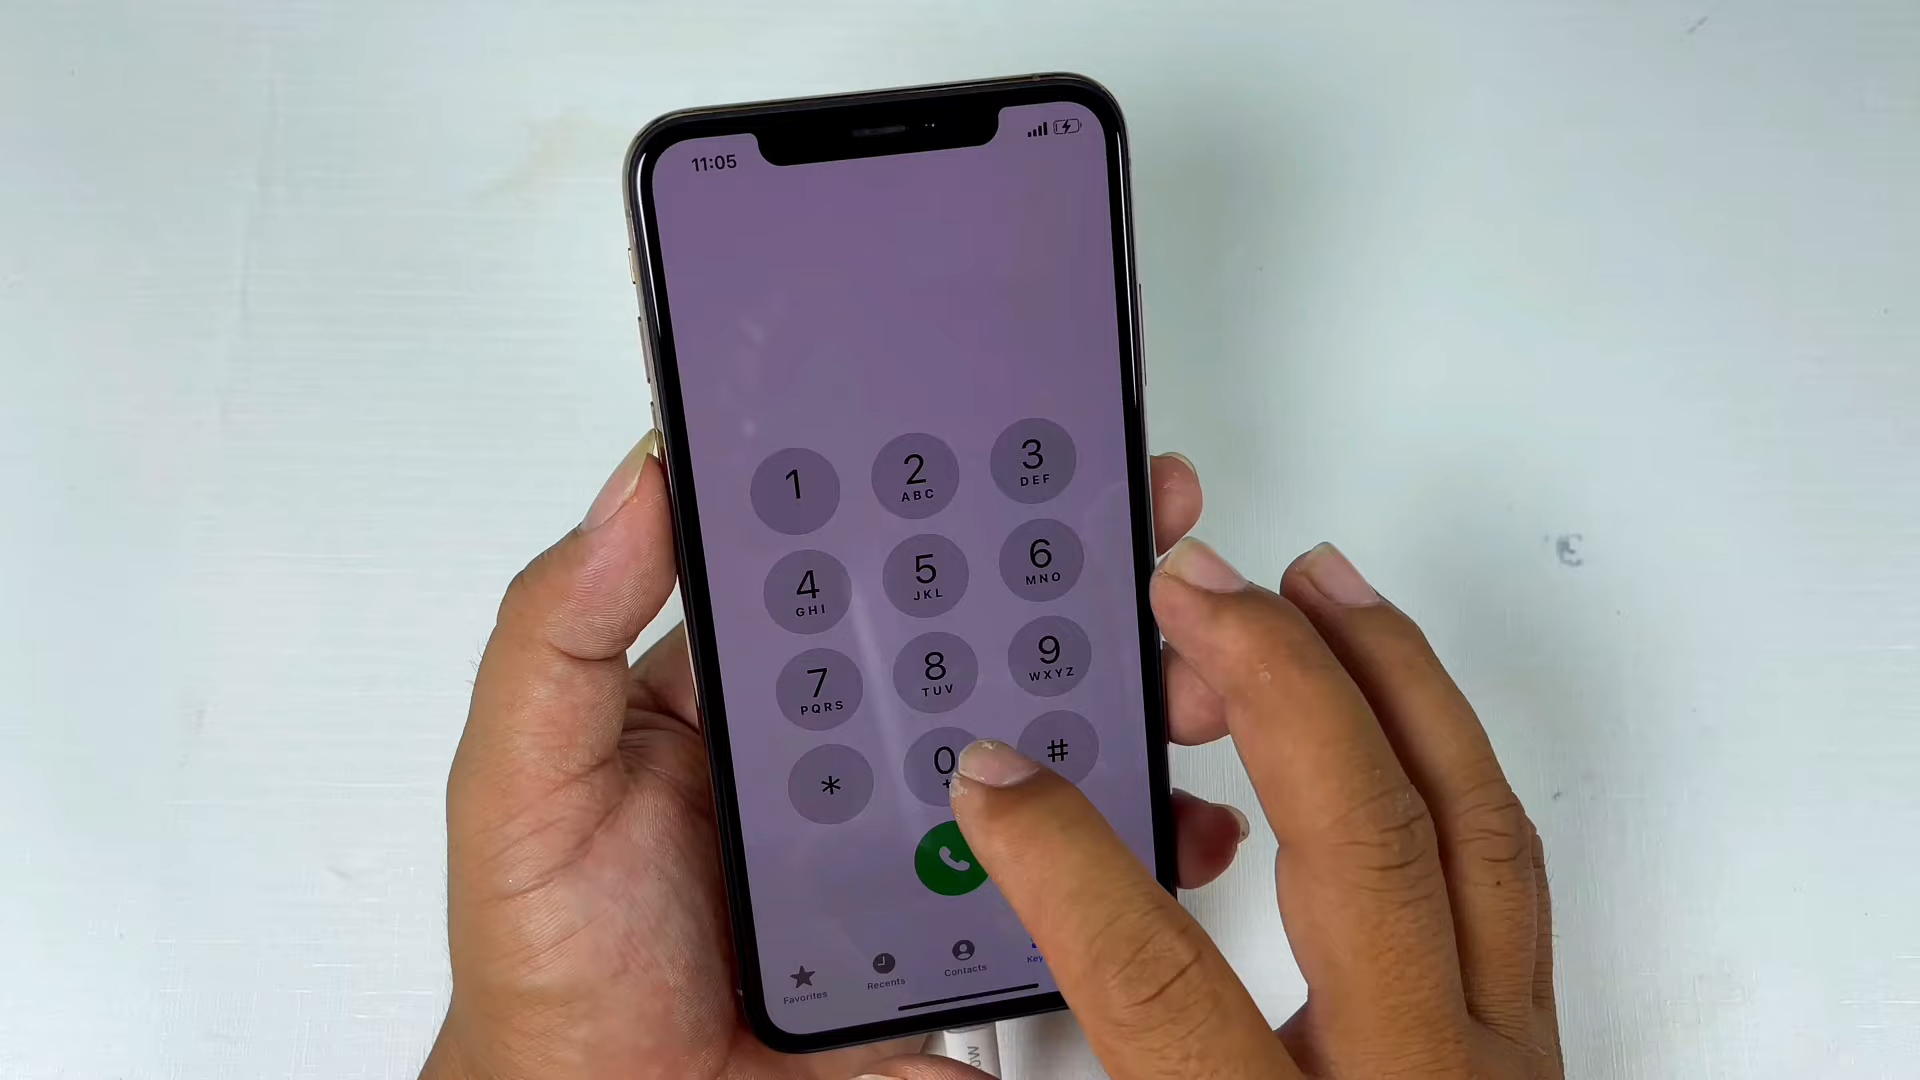 11:05
1
2
ABC
3
DEF
4
GHI
5
JKL
6
MNO
7
PQRS
8
TUV
9
WXYZ
*
0
+
#
Favorites
Recents
Contacts
Key